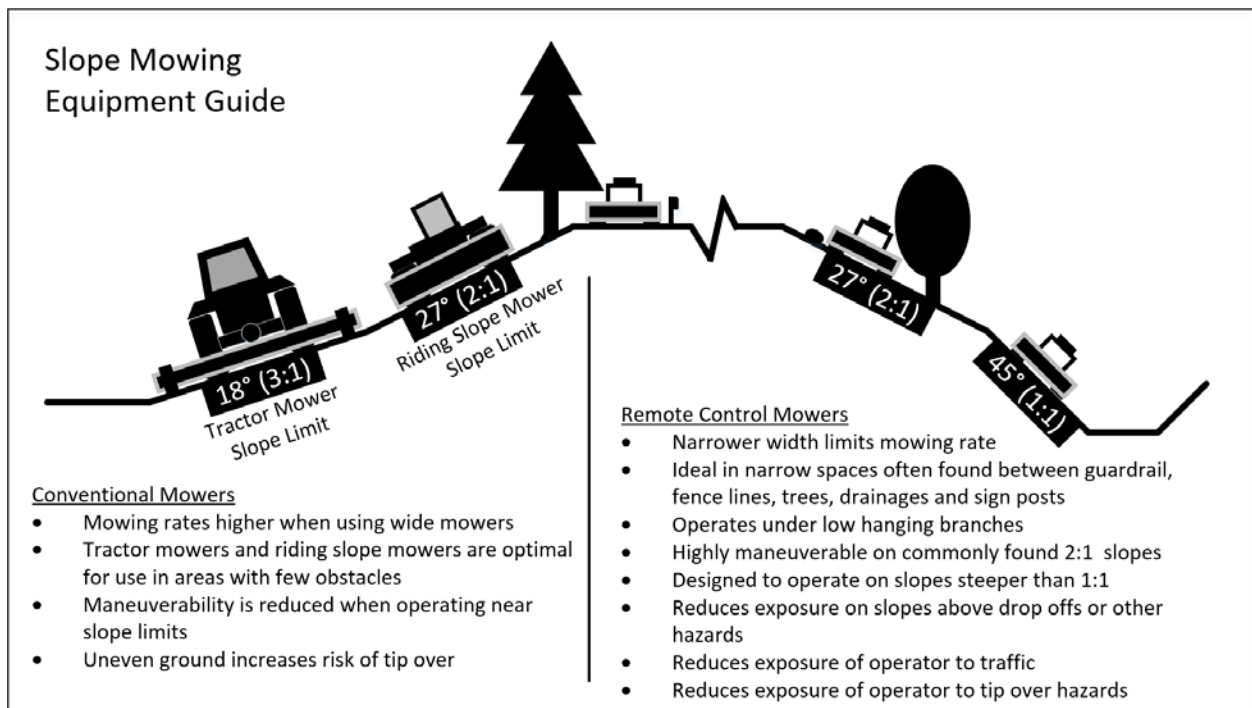 Slope Mowing
Equipment Guide
18° (3:1)
Tractor Mower
Slope Limit
27° (2:1)
Riding Slope Mower
Slope Limit
27° (2:1)
45° (1:1)
Conventional Mowers
• Mowing rates higher when using wide mowers
• Tractor mowers and riding slope mowers are optimal
for use in areas with few obstacles
• Maneuverability is reduced when operating near
slope limits
• Uneven ground increases risk of tip over
Remote Control Mowers
• Narrower width limits mowing rate
• Ideal in narrow spaces often found between guardrail,
fence lines, trees, drainages and sign posts
• Operates under low hanging branches
• Highly maneuverable on commonly found 2:1 slopes
• Designed to operate on slopes steeper than 1:1
• Reduces exposure on slopes above drop offs or other
hazards
• Reduces exposure of operator to traffic
• Reduces exposure of operator to tip over hazards